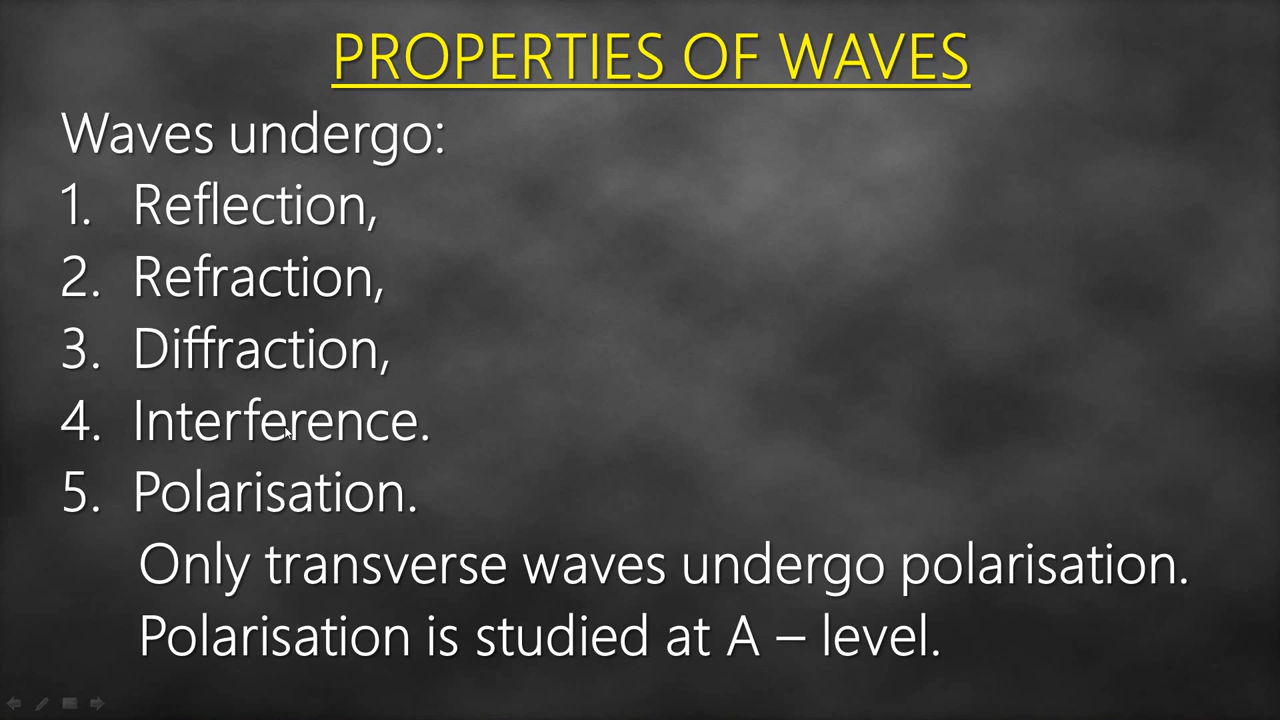 PROPERTIES OF WAVES
Waves undergo:
1. Reflection,
2. Refraction,
3. Diffraction,
4. Interference.
5. Polarisation.
Only transverse waves undergo polarisation.
Polarisation is studied at A – level.